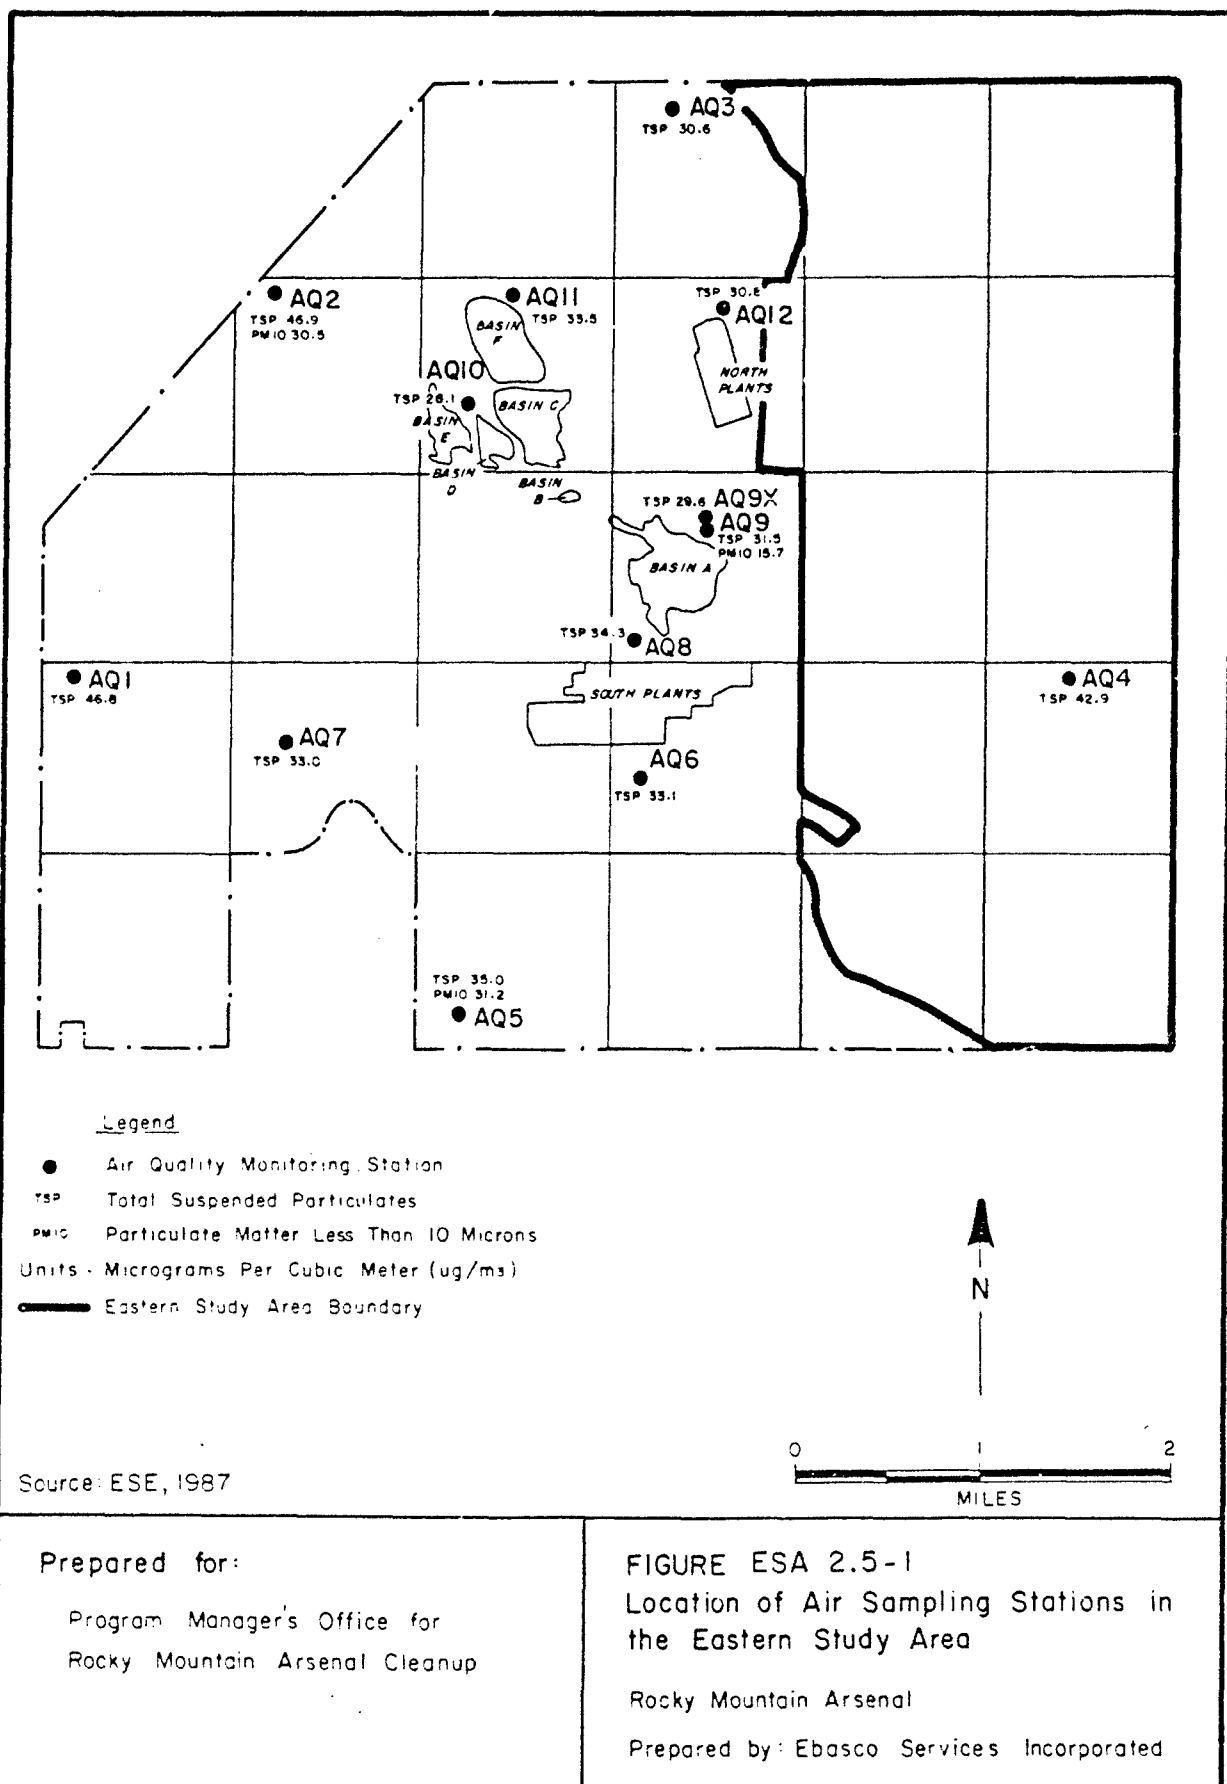 AQ3
TSP 30.6
AQ2
TSP 46.9
PM10 30.5
AQ11
TSP 33.5
BASIN
F
TSP 30.8
AQ12
NORTH
PLANTS
AQ10
TSP 26.1
BASIN
E
BASIN C
BASIN
D
BASIN
B
TSP 29.6 AQ9X
AQ9
TSP 31.5
PM10 15.7
BASIN A
TSP 34.3
AQ8
AQ1
TSP 46.8
SOUTH PLANTS
AQ4
TSP 42.9
AQ7
TSP 33.0
AQ6
TSP 33.1
TSP 35.0
PM10 31.2
AQ5
Legend
Air Quality Monitoring Station
TSP Total Suspended Particulates
PM10 Particulate Matter Less Than 10 Microns
Units - Micrograms Per Cubic Meter (ug/m3)
Eastern Study Area Boundary
N
0 1 2
MILES
Source: ESE, 1987
Prepared for:
Program Manager's Office for
Rocky Mountain Arsenal Cleanup
FIGURE ESA 2.5-1
Location of Air Sampling Stations in
the Eastern Study Area
Rocky Mountain Arsenal
Prepared by: Ebasco Services Incorporated